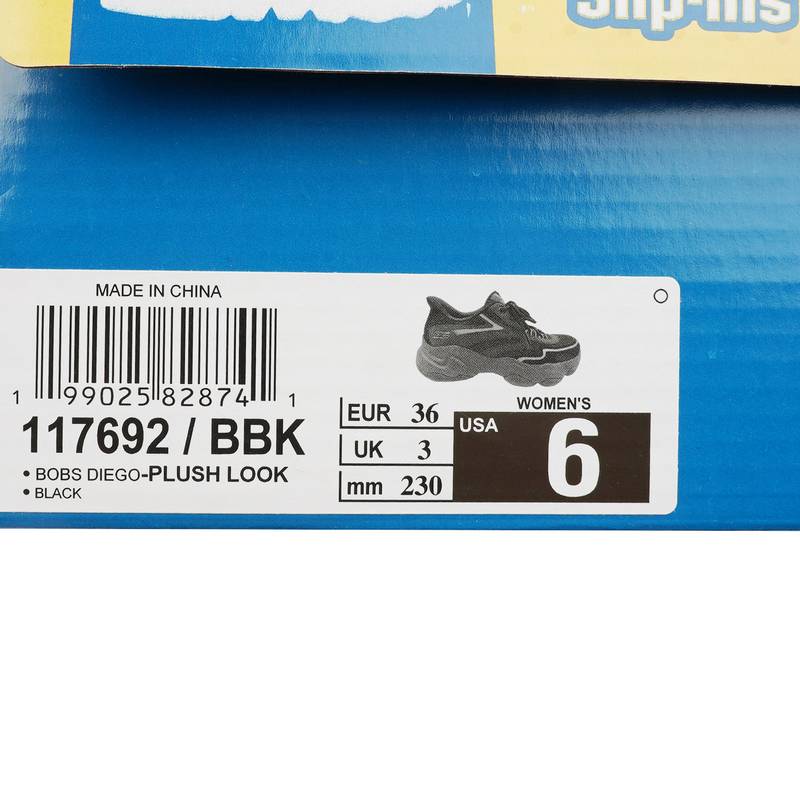 Slip-ins
MADE IN CHINA
1 99025 82874 1
117692 / BBK
• BOBS DIEGO-PLUSH LOOK
• BLACK
EUR 36
UK 3
mm 230
WOMEN'S
USA 6